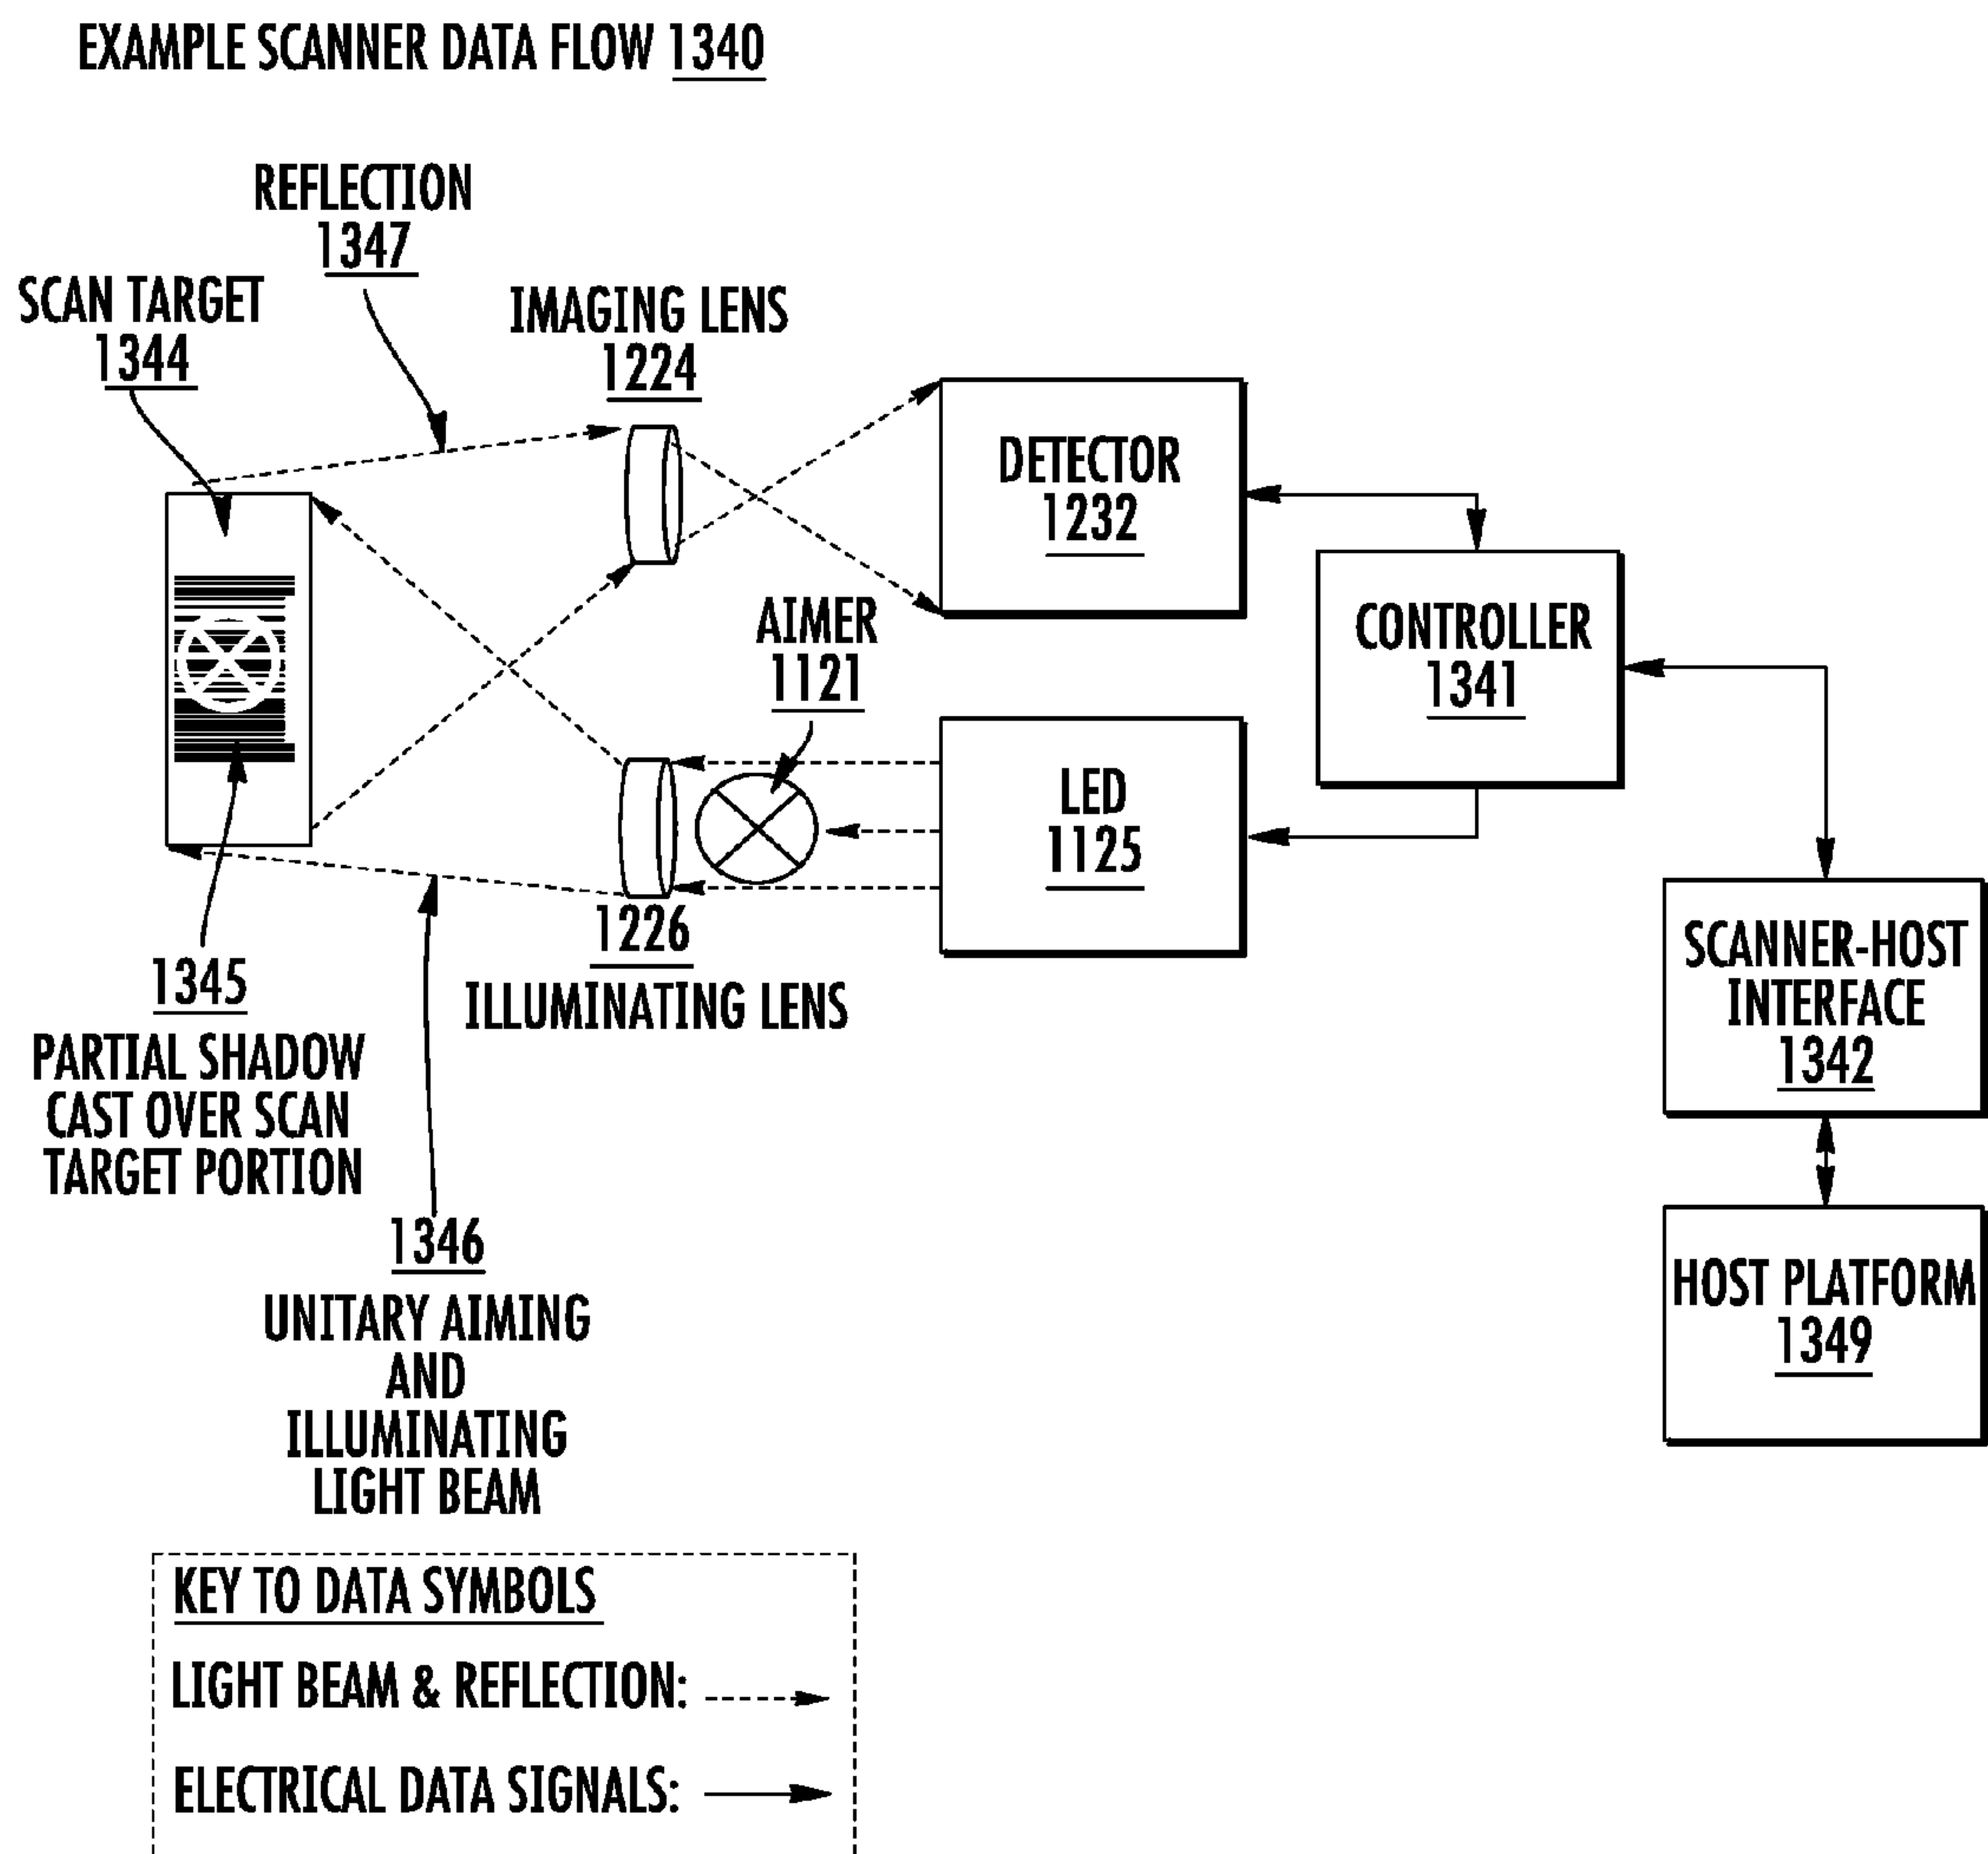 EXAMPLE SCANNER DATA FLOW 1340
REFLECTION
1347
SCAN TARGET
1344
IMAGING LENS
1224
DETECTOR
1232
AIMER
1121
CONTROLLER
1341
LED
1125
1226
ILLUMINATING LENS
SCANNER-HOST
INTERFACE
1342
1345
PARTIAL SHADOW
CAST OVER SCAN
TARGET PORTION
1346
UNITARY AIMING
AND
ILLUMINATING
LIGHT BEAM
HOST PLATFORM
1349
KEY TO DATA SYMBOLS
LIGHT BEAM & REFLECTION:
ELECTRICAL DATA SIGNALS: